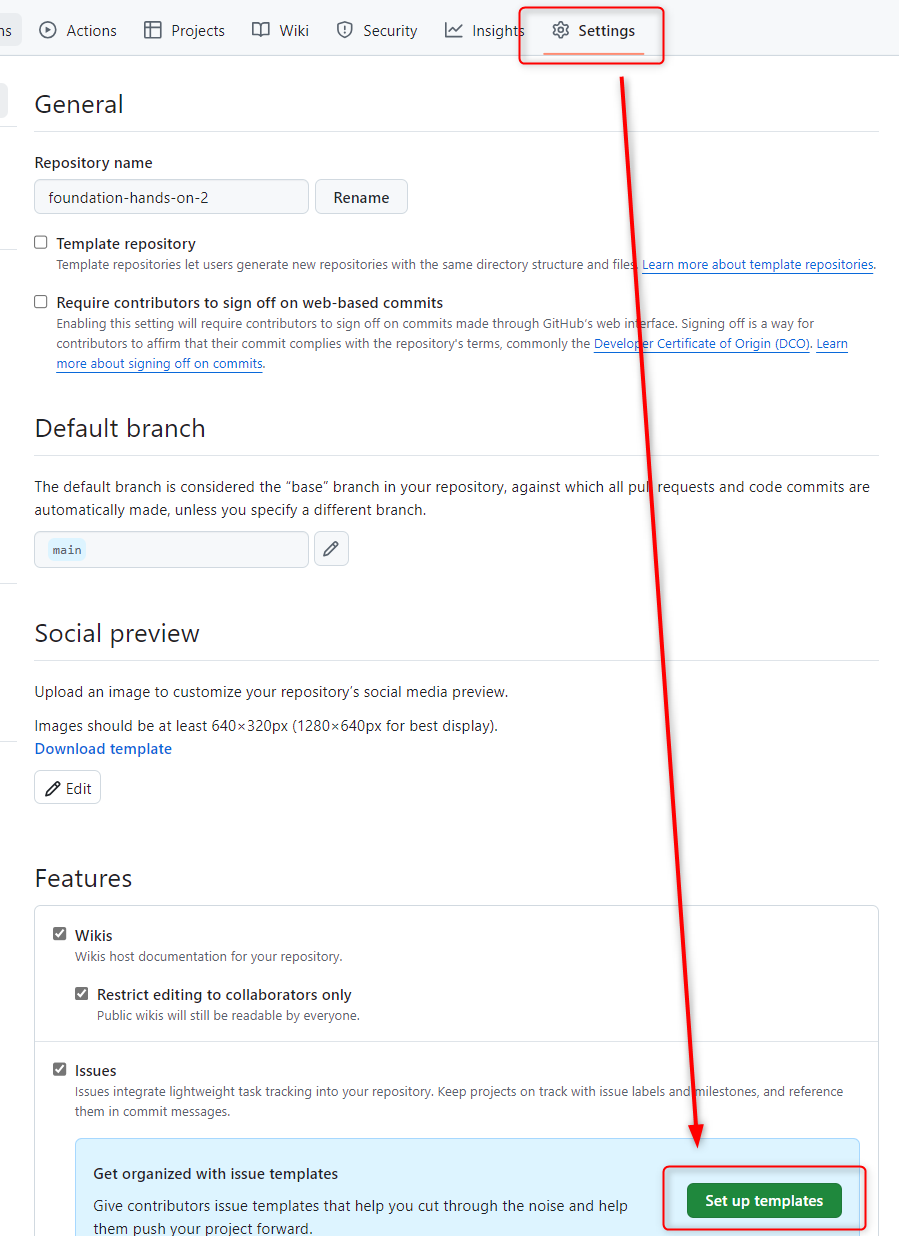 ns Actions Projects Wiki Security Insights Settings
General
Repository name
foundation-hands-on-2 Rename
Template repository
Template repositories let users generate new repositories with the same directory structure and files. Learn more about template repositories.
Require contributors to sign off on web-based commits
Enabling this setting will require contributors to sign off on commits made through GitHub's web interface. Signing off is a way for
contributors to affirm that their commit complies with the repository's terms, commonly the Developer Certificate of Origin (DCO). Learn
more about signing off on commits.
Default branch
The default branch is considered the “base” branch in your repository, against which all pull requests and code commits are
automatically made, unless you specify a different branch.
main
Social preview
Upload an image to customize your repository’s social media preview.
Images should be at least 640×320px (1280×640px for best display).
Download template
Edit
Features
Wikis
Wikis host documentation for your repository.
Restrict editing to collaborators only
Public wikis will still be readable by everyone.
Issues
Issues integrate lightweight task tracking into your repository. Keep projects on track with issue labels and milestones, and reference
them in commit messages.
Get organized with issue templates
Give contributors issue templates that help you cut through the noise and help
them push your project forward.
Set up templates